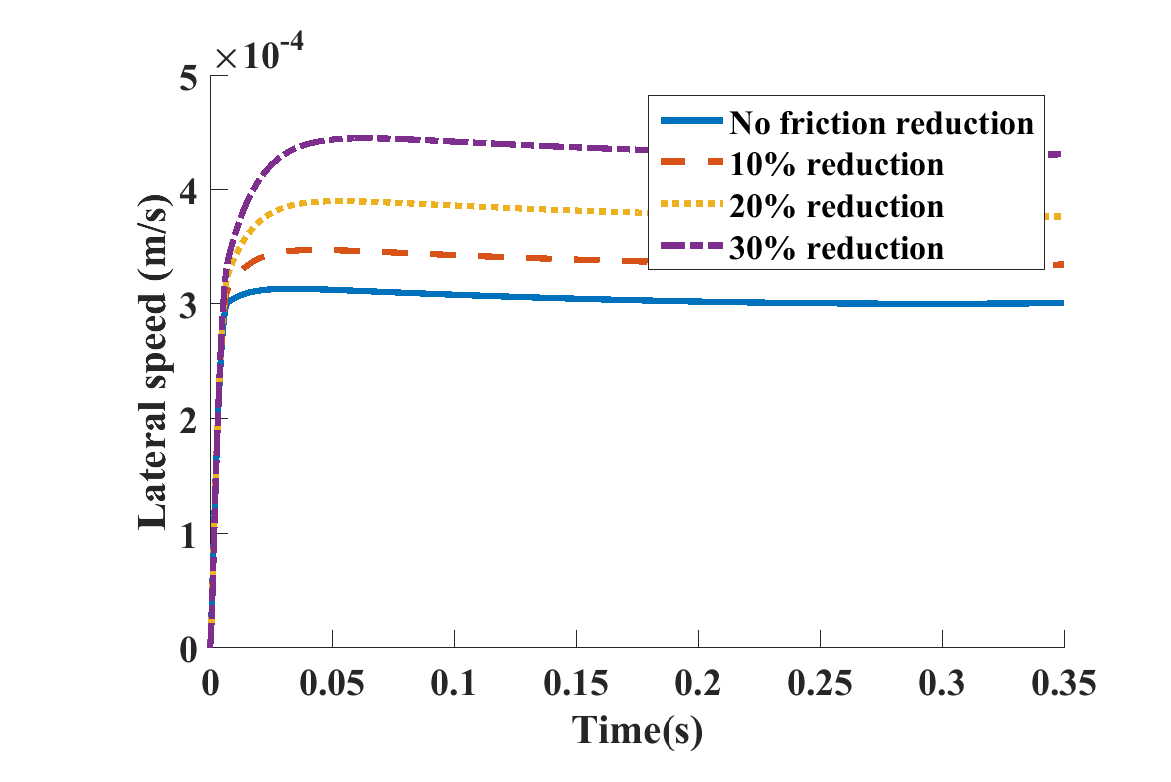 ×10-4
5
4
3
2
1
0
Lateral speed (m/s)
No friction reduction
10% reduction
20% reduction
30% reduction
0 0.05 0.1 0.15 0.2 0.25 0.3 0.35
Time(s)